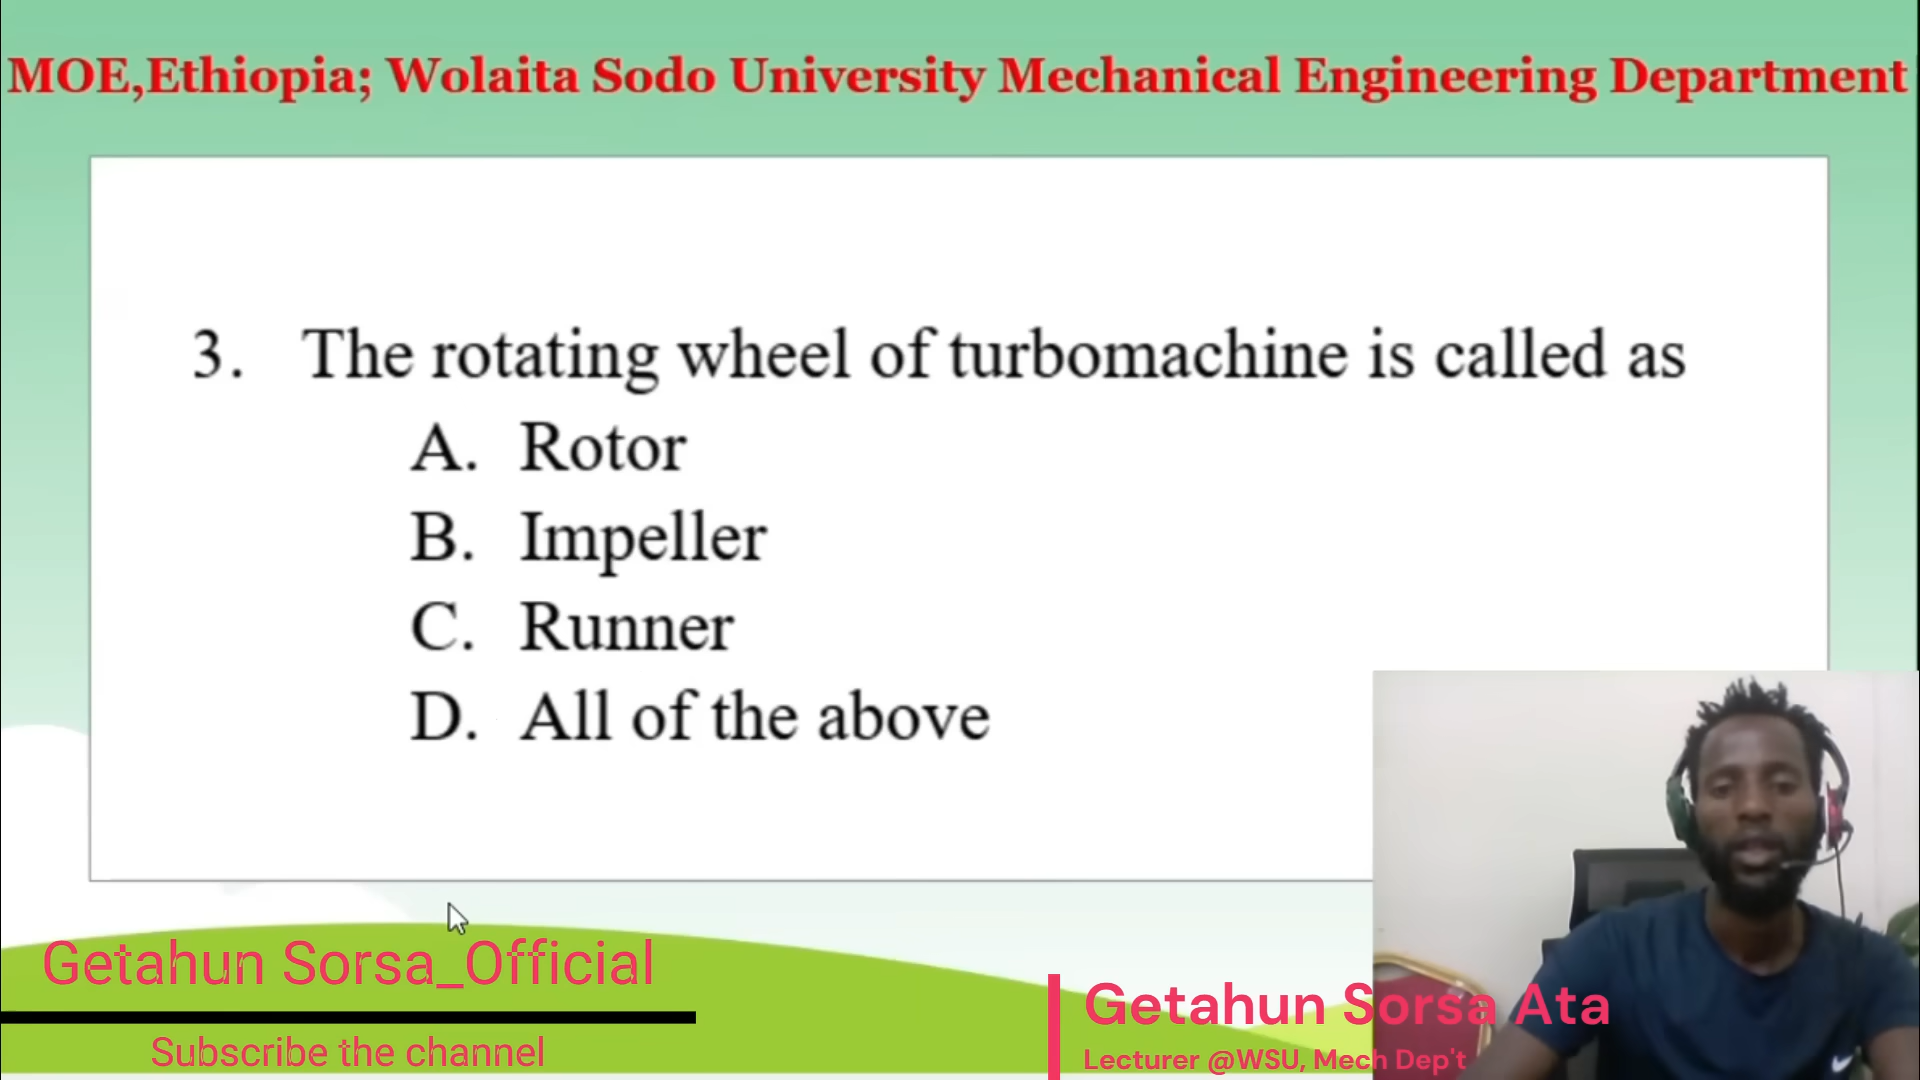 MOE,Ethiopia; Wolaita Sodo University Mechanical Engineering Department
3. The rotating wheel of turbomachine is called as
A. Rotor
B. Impeller
C. Runner
D. All of the above
Getahun Sorsa_Official
Subscribe the channel
Getahun Sorsa Ata
Lecturer @WSU, Mech Dep't